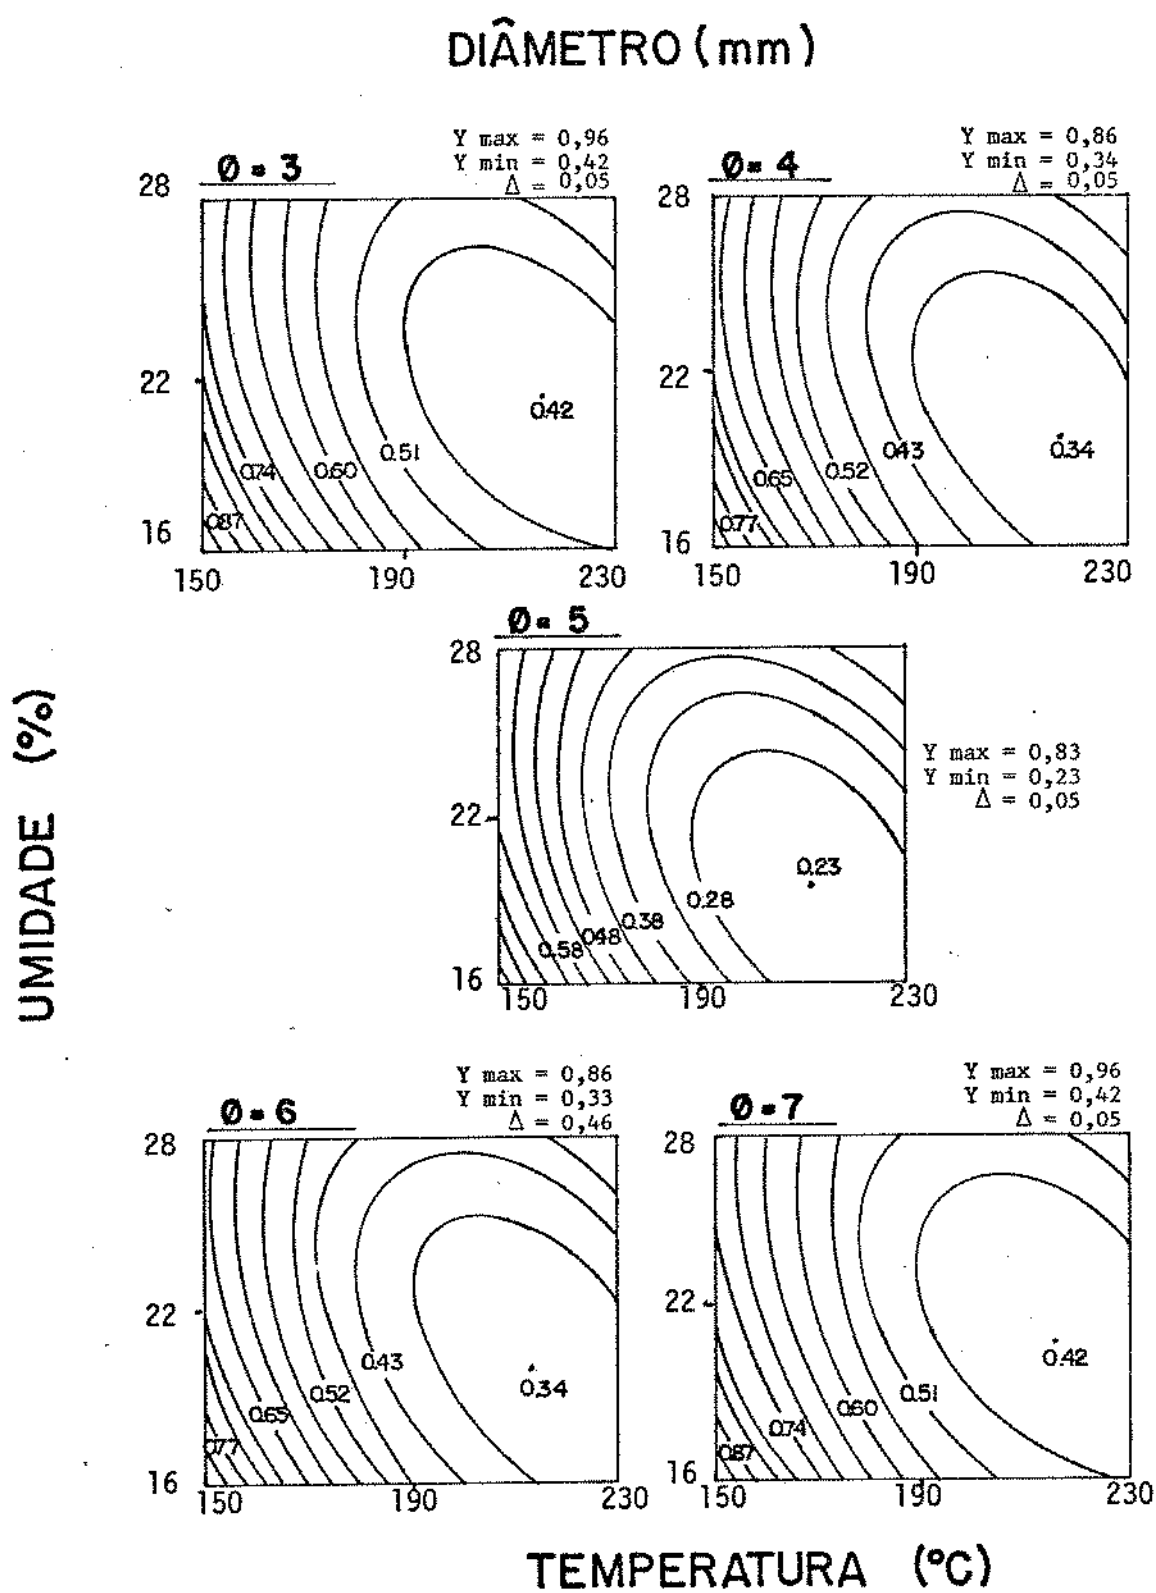 DIÂMETRO (mm)
Ø = 3
Y max = 0,96
Y min = 0,42
Δ = 0,05
28
22
16
0.42
0.51
0.60
0.74
0.87
150
190
230
Ø = 4
Y max = 0,86
Y min = 0,34
Δ = 0,05
28
22
16
0.34
0.43
0.52
0.65
0.77
150
190
230
Ø = 5
28
22
16
Y max = 0,83
Y min = 0,23
Δ = 0,05
0.23
0.28
0.38
0.48
0.58
150
190
230
UMIDADE (%)
Ø = 6
Y max = 0,86
Y min = 0,33
Δ = 0,46
28
22
16
0.43
0.34
0.52
0.65
0.77
150
190
230
Ø = 7
Y max = 0,96
Y min = 0,42
Δ = 0,05
28
22
16
0.42
0.51
0.60
0.74
0.87
150
190
230
TEMPERATURA (ºC)